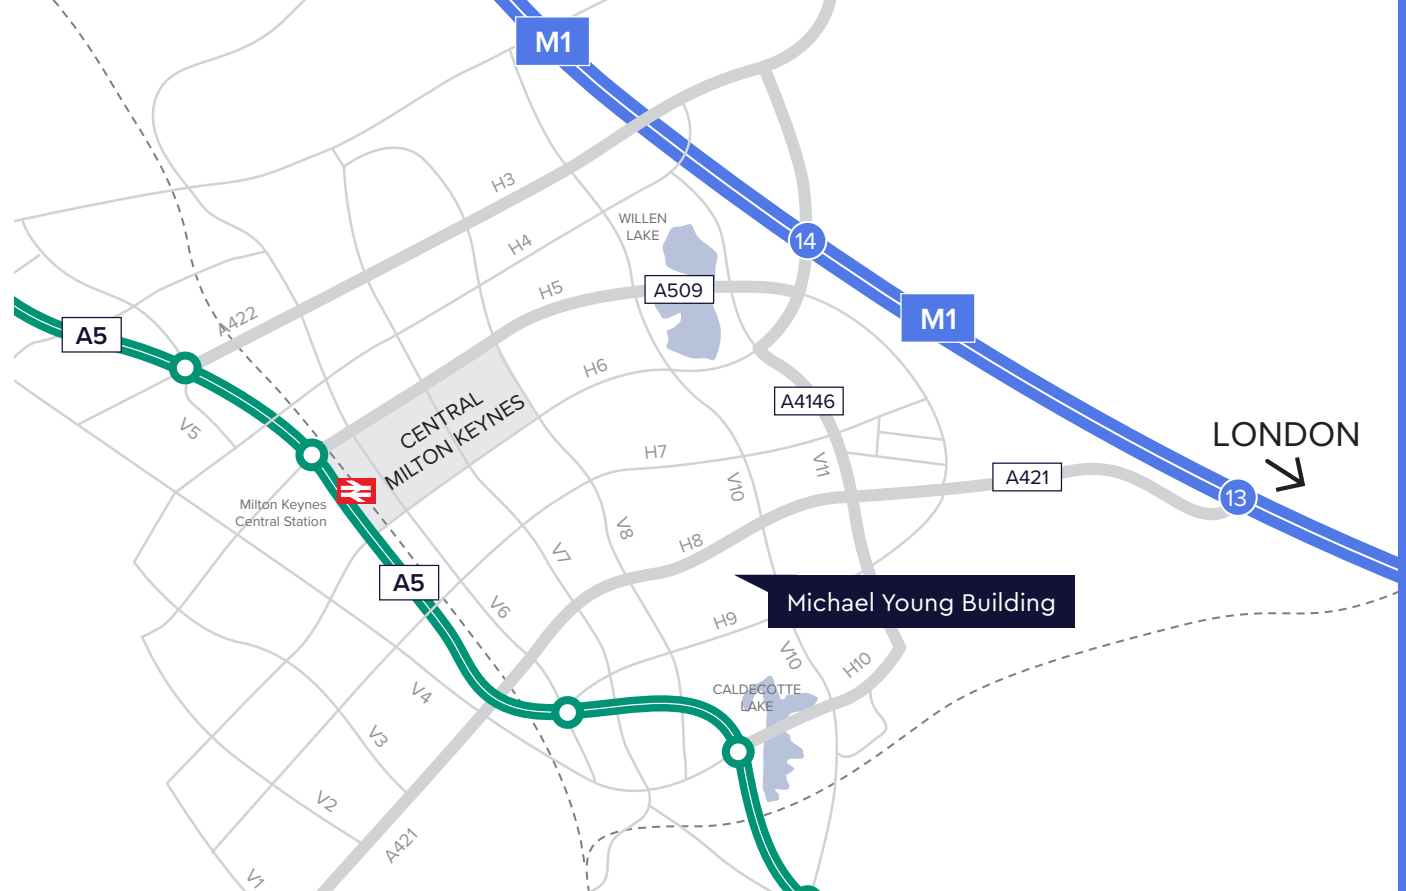 M1
H3
WILLEN
LAKE
H4
14
H5
A509
A422
M1
A5
H6
A4146
CENTRAL
MILTON KEYNES
V5
LONDON
H7
V11
A421
V10
13
Milton Keynes
Central Station
V8
H8
V7
A5
V6
Michael Young Building
H9
V10
H10
V4
CALDECOTTE
LAKE
V3
V2
A421
V1